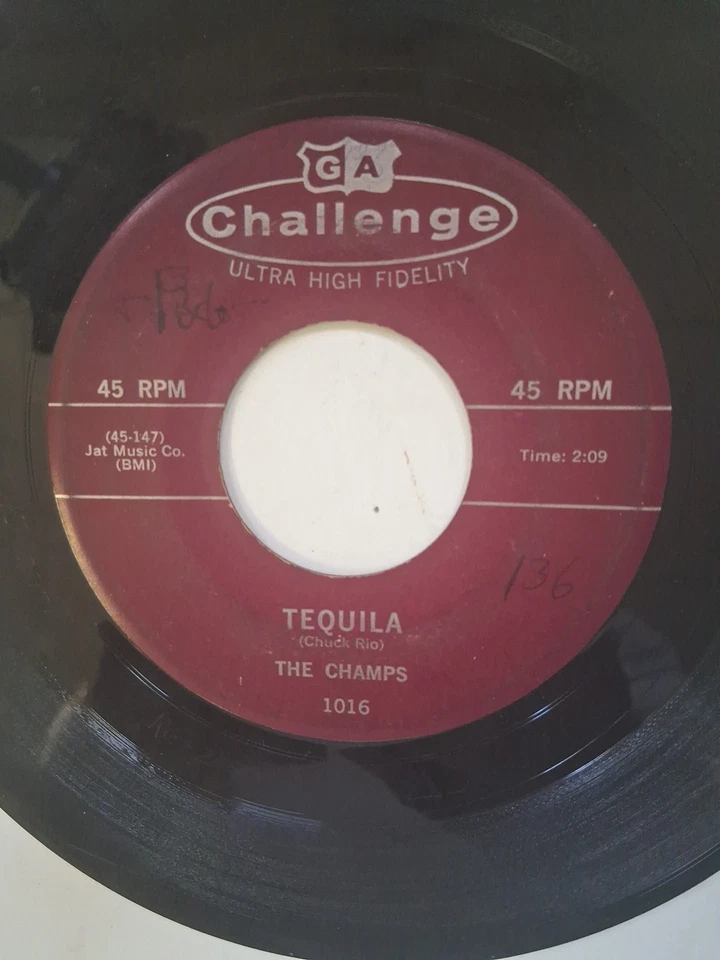 GA
Challenge
ULTRA HIGH FIDELITY
45 RPM
45 RPM
(45-147)
Jat Music Co.
(BMI)
Time: 2:09
136
TEQUILA
(Chuck Rio)
THE CHAMPS
1016